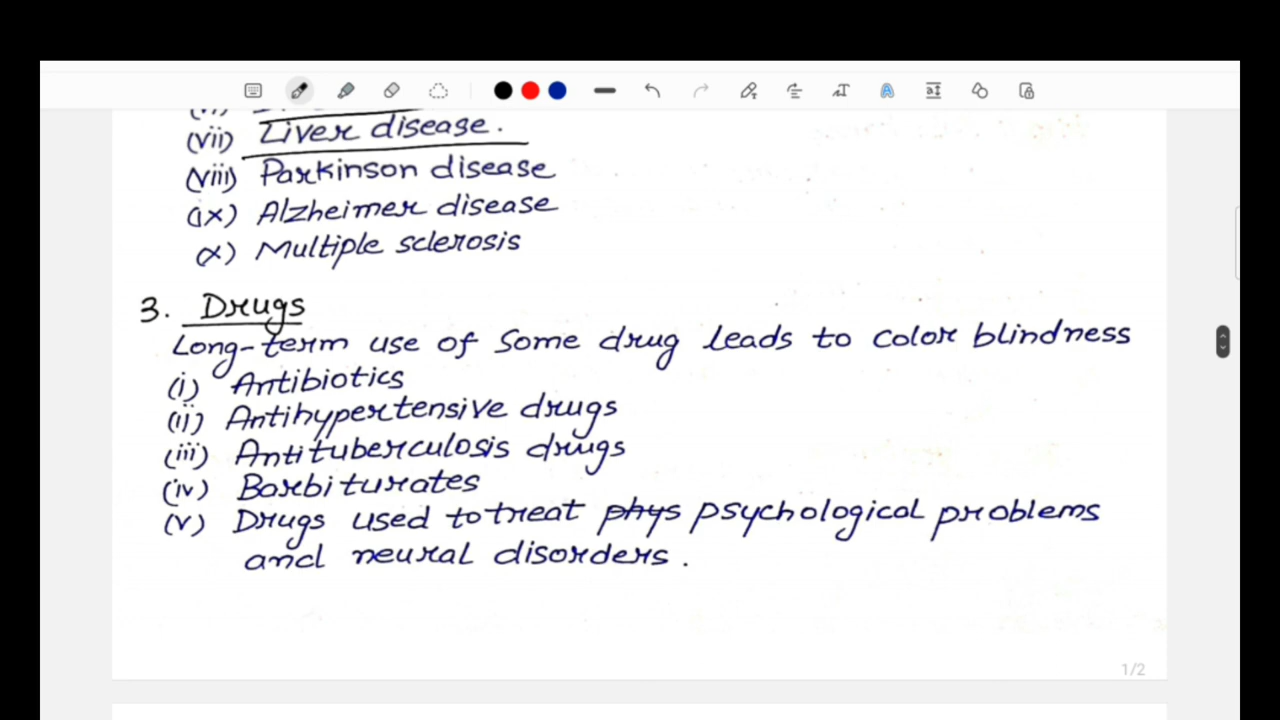 (vii) Liver disease.
(viii) Parkinson disease
(ix) Alzheimer disease
x) Multiple sclerosis
3. Drugs
Long-term use of some drug leads to color blindness
(i) Antibiotics
(ii) Antihypertensive drugs
(iii) Antituberculosis drugs
(iv) Barbiturates
(v) Drugs used to treat phys psychological problems
and neural disorders.
1/2